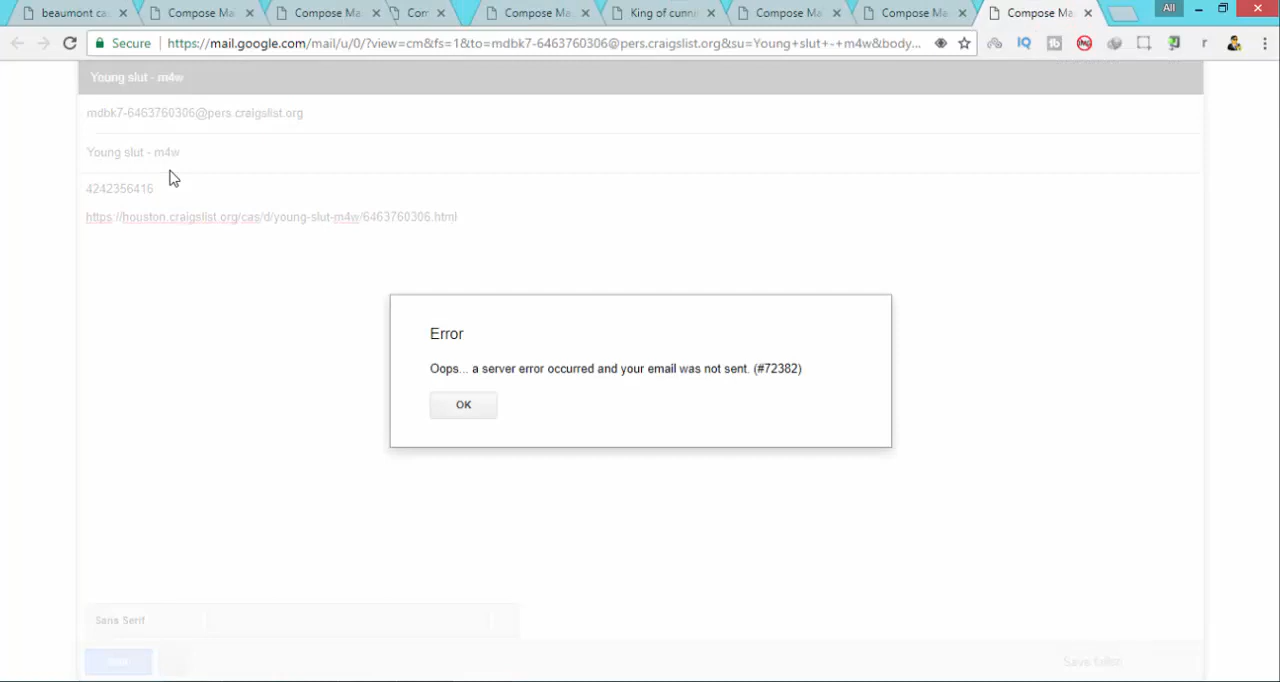 beaumont ca
Compose Ma
Compose Ma
Com
Compose Ma
King of cunni
Compose Ma
Compose Ma
Compose Ma
All
Secure
https://mail.google.com/mail/u/0/?view=cm&fs=1&to=mdbk7-6463760306@pers.craigslist.org&su=Young+slut+-+m4w&body...
IQ
r
Young slut - m4w
mdbk7-6463760306@pers.craigslist.org
Young slut - m4w
4242356416
https://houston.craigslist.org/cas/d/young-slut-m4w/6463760306.html
Error
Oops... a server error occurred and your email was not sent. (#72382)
OK
Sans Serif
Save failed